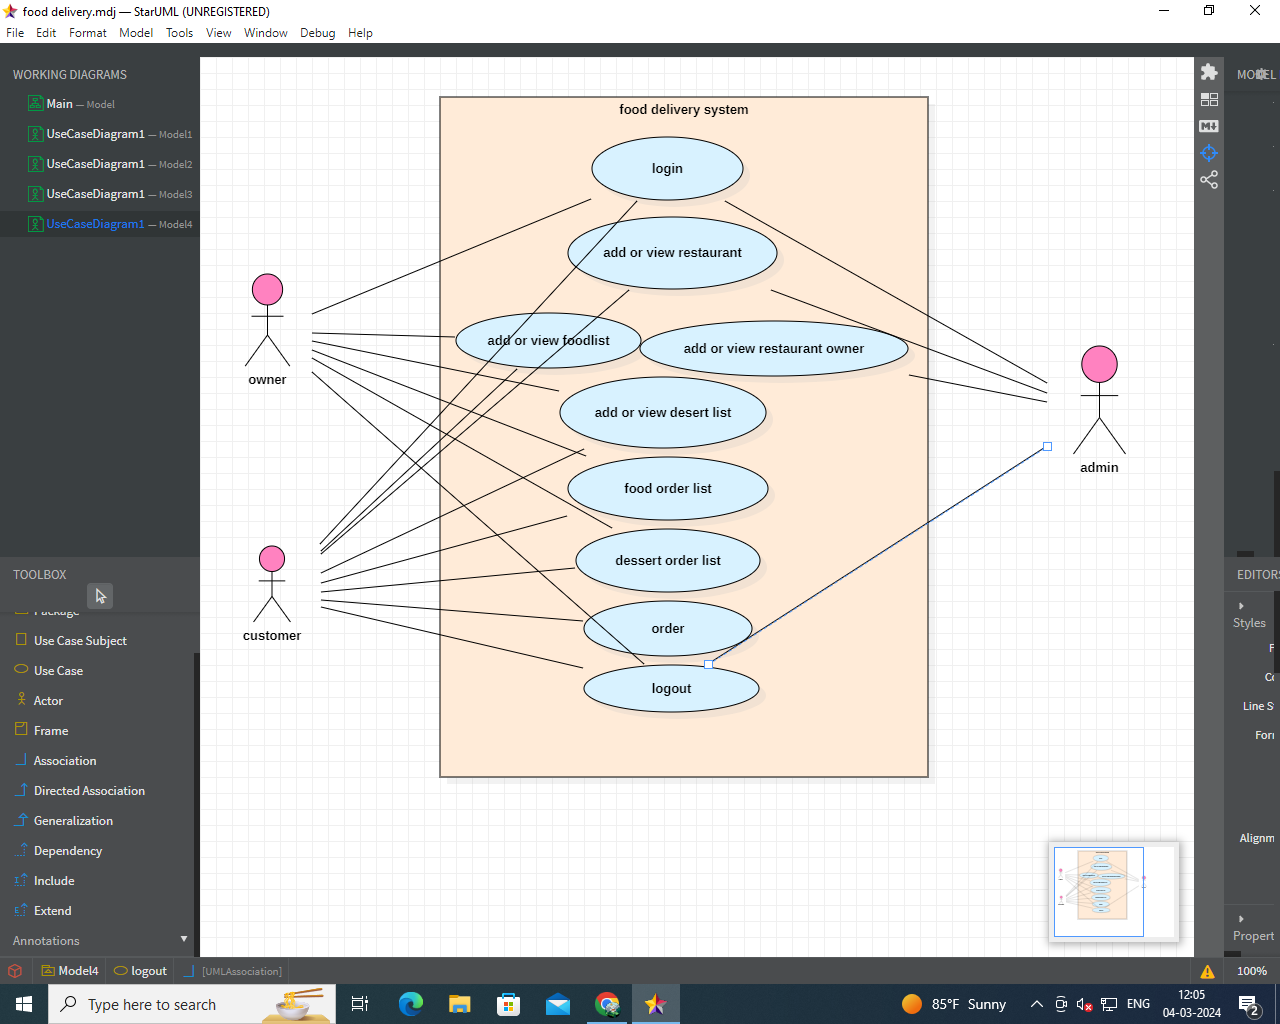 food delivery.mdj — StarUML (UNREGISTERED)
File Edit Format Model Tools View Window Debug Help
WORKING DIAGRAMS
Main — Model
UseCaseDiagram1 — Model1
UseCaseDiagram1 — Model2
UseCaseDiagram1 — Model3
UseCaseDiagram1 — Model4
TOOLBOX
Package
Use Case Subject
Use Case
Actor
Frame
Association
Directed Association
Generalization
Dependency
Include
Extend
Annotations
food delivery system
login
add or view restaurant
add or view foodlist
add or view restaurant owner
add or view desert list
food order list
dessert order list
order
logout
owner
customer
admin
M↓
MODEL
EDITORS
Styles
F
Co
Line S
Forr
Alignm
Propert
Model4 logout [UMLAssociation]
100%
Type here to search
85°F Sunny
ENG
12:05
04-03-2024
2